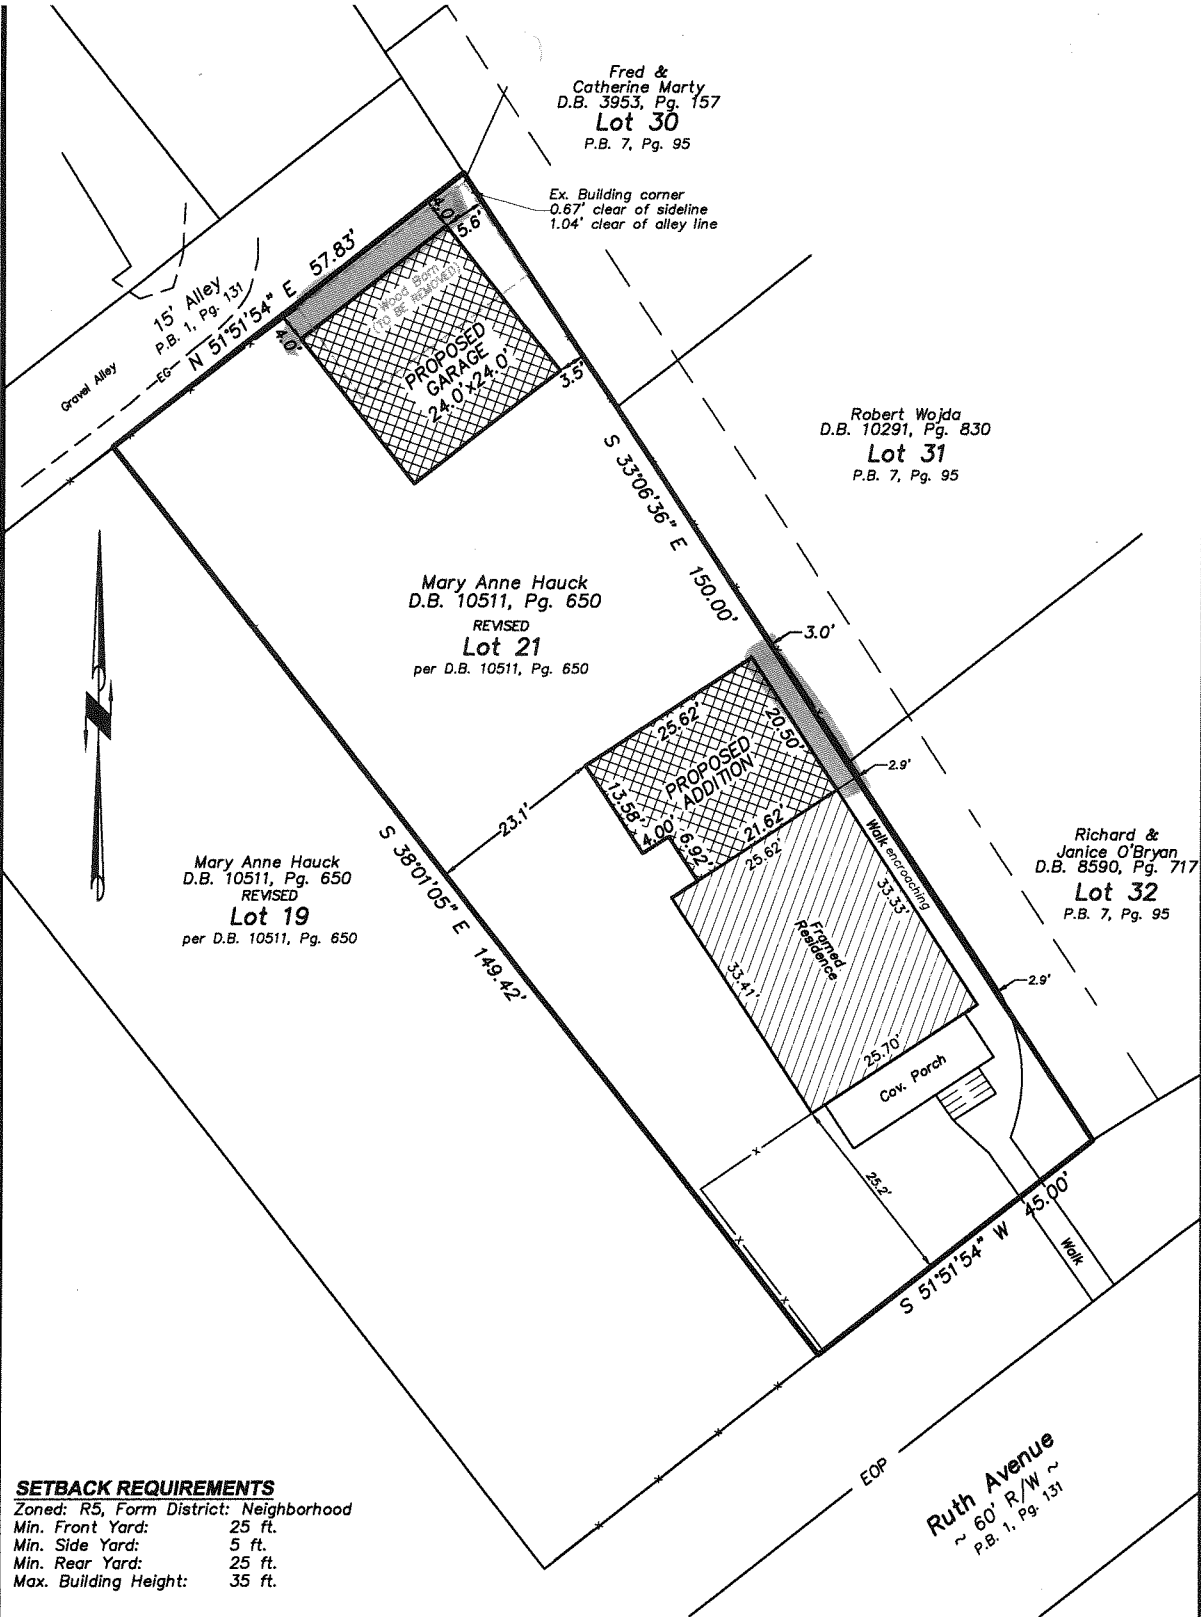 Fred &
Catherine Marty
D.B. 3953, Pg. 157
Lot 30
P.B. 7, Pg. 95
Ex. Building corner
0.67' clear of sideline
1.04' clear of alley line
4.0'
5.6'
N 51°51'54" E 57.83'
15' Alley
P.B. 1, Pg. 131
Gravel Alley
EG
4.0'
Wood Barn
(TO BE REMOVED)
PROPOSED
GARAGE
24.0'x24.0'
3.5'
Robert Wojda
D.B. 10291, Pg. 830
Lot 31
P.B. 7, Pg. 95
S 33°06'36" E 150.00'
Mary Anne Hauck
D.B. 10511, Pg. 650
REVISED
Lot 21
per D.B. 10511, Pg. 650
3.0'
25.62'
20.50'
PROPOSED
ADDITION
13.58'
4.00'
6.92'
21.62'
2.9'
23.1'
25.62'
Walk encroaching
33.33'
Framed
Residence
33.41'
25.70'
2.9'
Cov. Porch
Richard &
Janice O'Bryan
D.B. 8590, Pg. 717
Lot 32
P.B. 7, Pg. 95
Mary Anne Hauck
D.B. 10511, Pg. 650
REVISED
Lot 19
per D.B. 10511, Pg. 650
S 38°01'05" E 149.42'
25.2'
S 51°51'54" W 45.00'
Walk
EOP
Ruth Avenue
~ 60' R/W ~
P.B. 1, Pg. 131
SETBACK REQUIREMENTS
Zoned: R5, Form District: Neighborhood
Min. Front Yard: 25 ft.
Min. Side Yard: 5 ft.
Min. Rear Yard: 25 ft.
Max. Building Height: 35 ft.